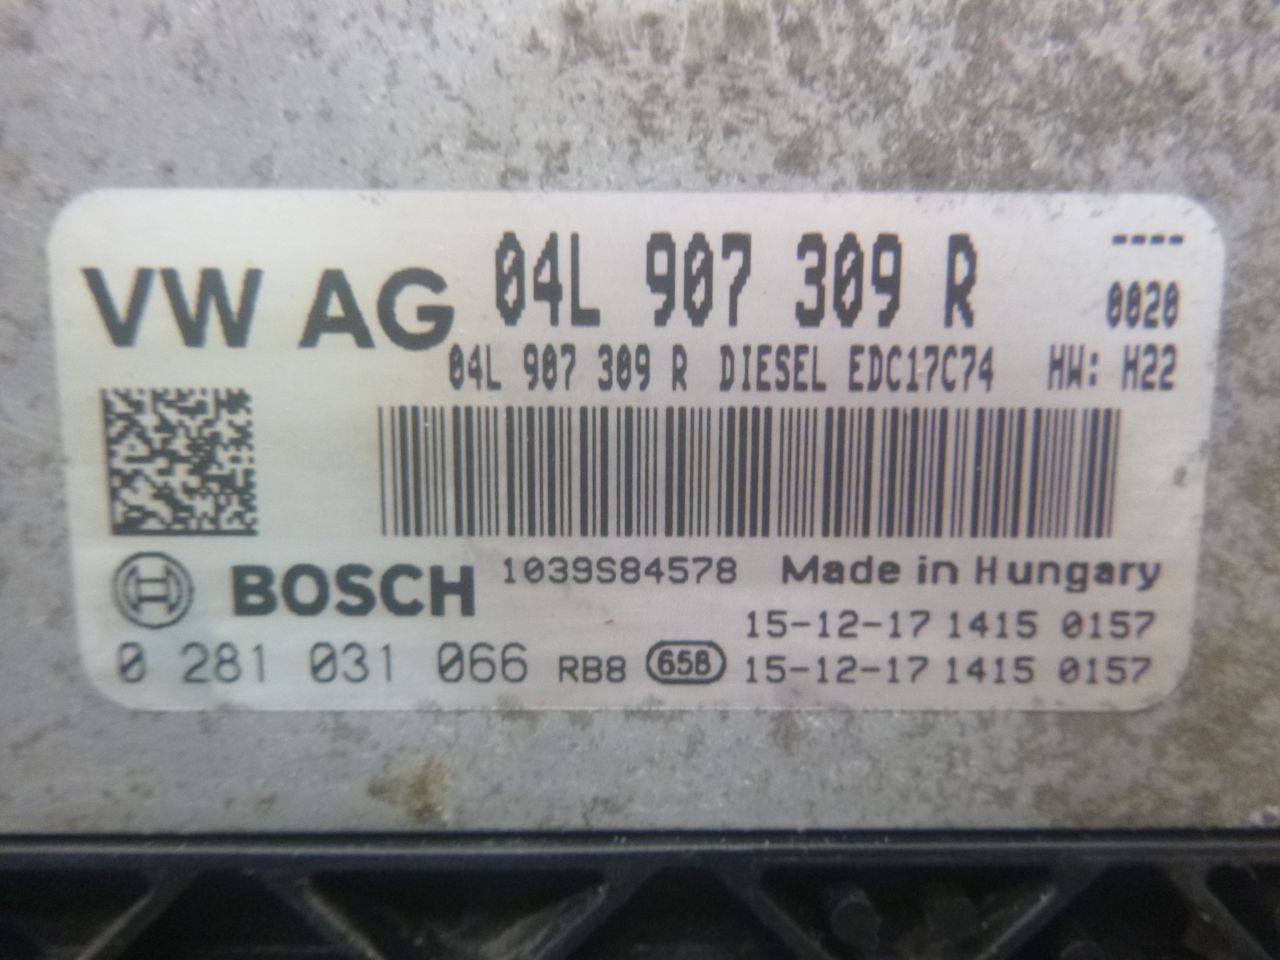 VW AG 04L 907 309 R ----
0020
04L 907 309 R DIESEL EDC17C74 HW: H22
BOSCH 1039S84578 Made in Hungary
15-12-17 1415 0157
0 281 031 066 RB8 65B 15-12-17 1415 0157